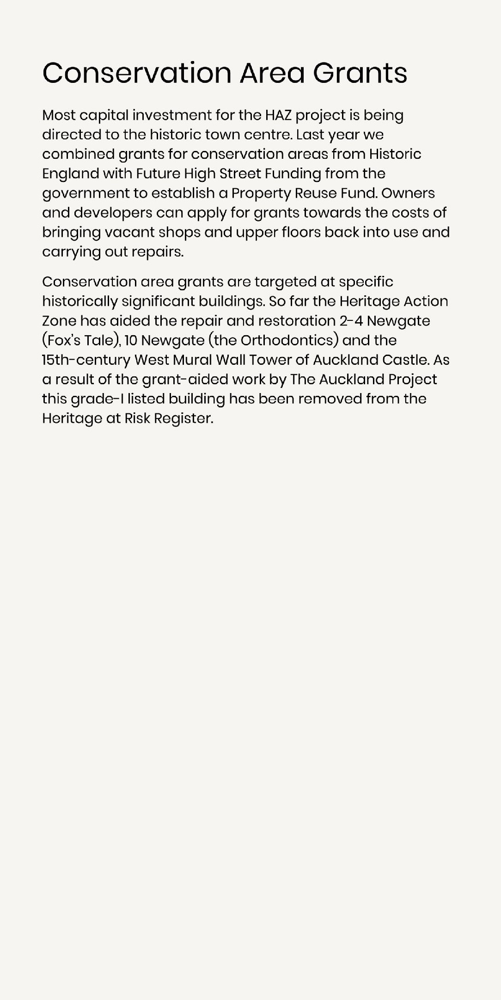 Conservation Area Grants
Most capital investment for the HAZ project is being
directed to the historic town centre. Last year we
combined grants for conservation areas from Historic
England with Future High Street Funding from the
government to establish a Property Reuse Fund. Owners
and developers can apply for grants towards the costs of
bringing vacant shops and upper floors back into use and
carrying out repairs.
Conservation area grants are targeted at specific
historically significant buildings. So far the Heritage Action
Zone has aided the repair and restoration 2-4 Newgate
(Fox’s Tale), 10 Newgate (the Orthodontics) and the
15th-century West Mural Wall Tower of Auckland Castle. As
a result of the grant-aided work by The Auckland Project
this grade-I listed building has been removed from the
Heritage at Risk Register.